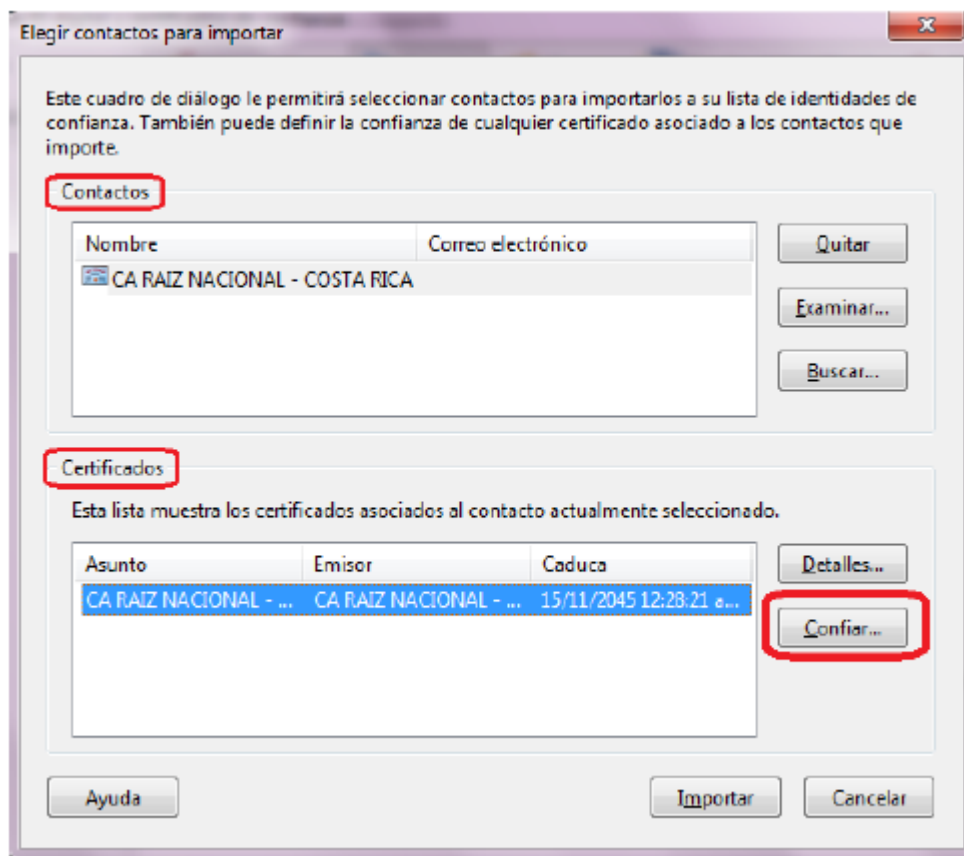 Elegir contactos para importar
Este cuadro de diálogo le permitirá seleccionar contactos para importarlos a su lista de identidades de
confianza. También puede definir la confianza de cualquier certificado asociado a los contactos que
importe.
Contactos
Nombre Correo electrónico
CA RAIZ NACIONAL - COSTA RICA
Quitar
Examinar...
Buscar...
Certificados
Esta lista muestra los certificados asociados al contacto actualmente seleccionado.
Asunto Emisor Caduca
CA RAIZ NACIONAL - ... CA RAIZ NACIONAL - ... 15/11/2045 12:28:21 a...
Detalles...
Confiar...
Ayuda Importar Cancelar